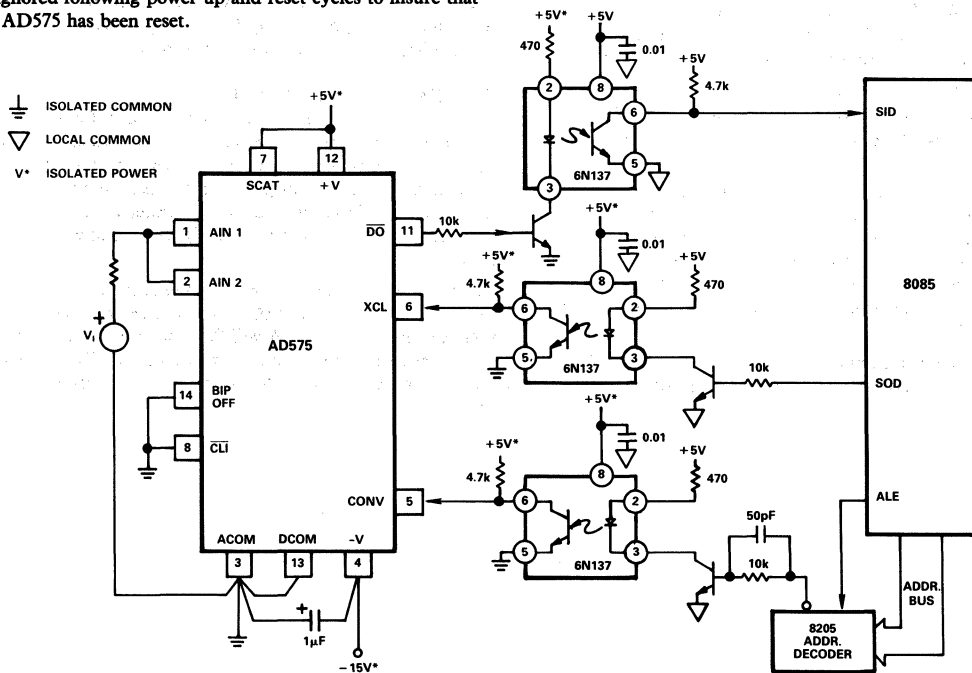 ignored following power up and reset cycles to insure that
AD575 has been reset.
ISOLATED COMMON
LOCAL COMMON
V* ISOLATED POWER
+5V*
7
12
SCAT
+V
1
AIN 1
2
AIN 2
DO
11
10k
XCL
6
AD575
VI
+
14
BIP
OFF
8
CLI
CONV
5
ACOM
DCOM
-V
3
13
4
+
1µF
-15V*
+5V*
470
+5V
0.01
2
8
6
5
3
6N137
+5V
4.7k
SID
+5V*
0.01
+5V*
4.7k
8
6
5
2
3
6N137
+5V
470
10k
SOD
8085
+5V*
0.01
+5V*
4.7k
8
6
5
2
3
6N137
+5V
470
50pF
10k
ALE
ADDR.
BUS
8205
ADDR.
DECODER